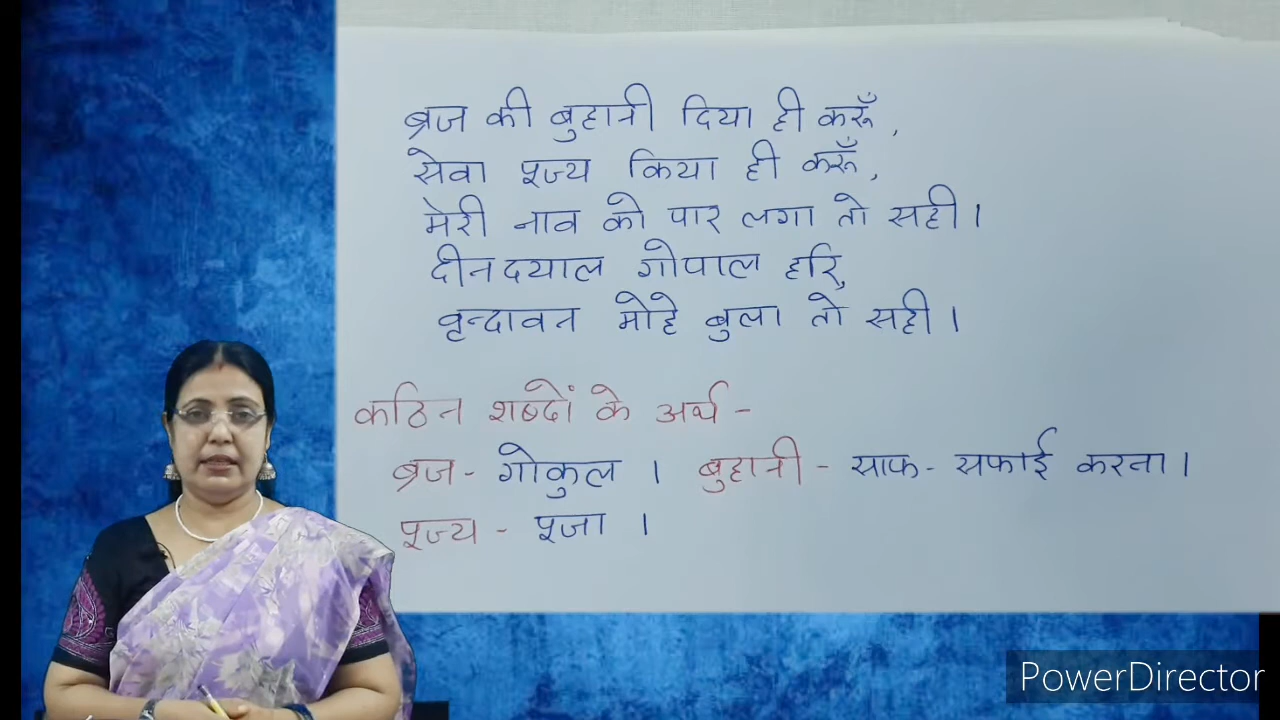 ब्रज की बुहारी दिया ही करूँ,
सेवा पूज्य किया ही करूँ,
मेरी नाव को पार लगा तो सही।
दीनदयाल गोपाल हरि,
वृन्दावन मोहे बुला तो सही।
कठिन शब्दों के अर्थ -
ब्रज - गोकुल । बुहारी - साफ - सफाई करना।
पूज्य - पूजा ।
PowerDirector